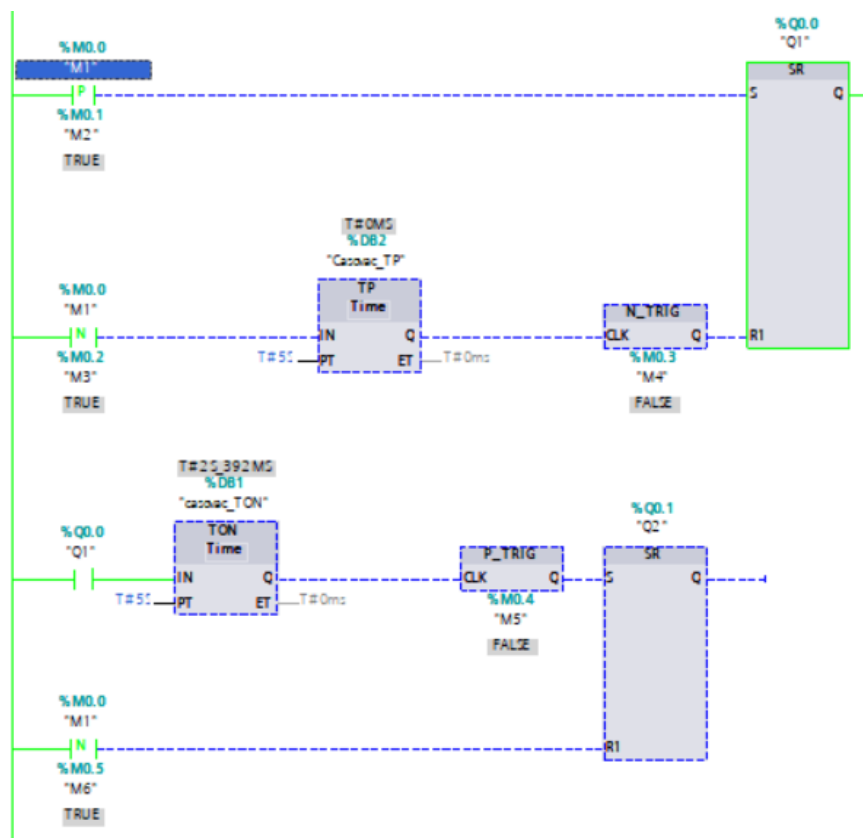 %Q0.0
"Q1"
%M0.0
"M1"
SR
P
S Q
%M0.1
"M2"
TRUE
T#0MS
%DB2
"Casovac_TP"
%M0.0
"M1"
TP
Time
N_TRIG
N
IN Q
CLK Q
R1
%M0.2
T#5S
PT ET
T#0ms
%M0.3
"M3"
"M4"
TRUE
FALSE
T#2S_392MS
%DB1
"casovac_TON"
%Q0.0
"Q1"
TON
Time
%Q0.1
"Q2"
P_TRIG
SR
IN Q
CLK Q
S Q
T#5S
PT ET
T#0ms
%M0.4
"M5"
FALSE
%M0.0
"M1"
N
R1
%M0.5
"M6"
TRUE